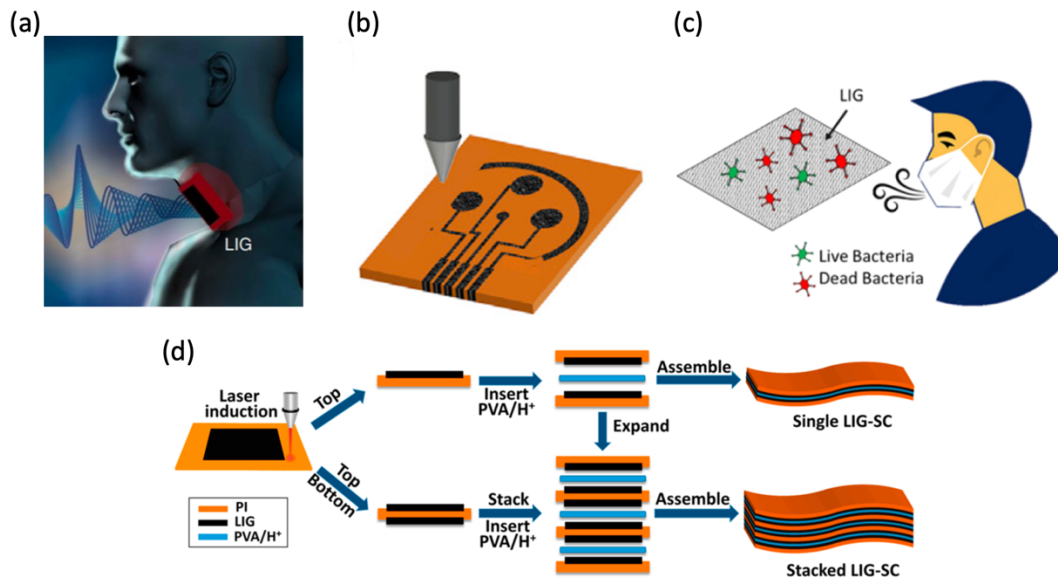 (a)
LIG
(b)
(c)
LIG
Live Bacteria
Dead Bacteria
(d)
Laser
induction
Top
Top
Bottom
Insert
PVA/H⁺
Assemble
Single LIG-SC
Expand
Stack
Insert
PVA/H⁺
Assemble
Stacked LIG-SC
PI
LIG
PVA/H⁺